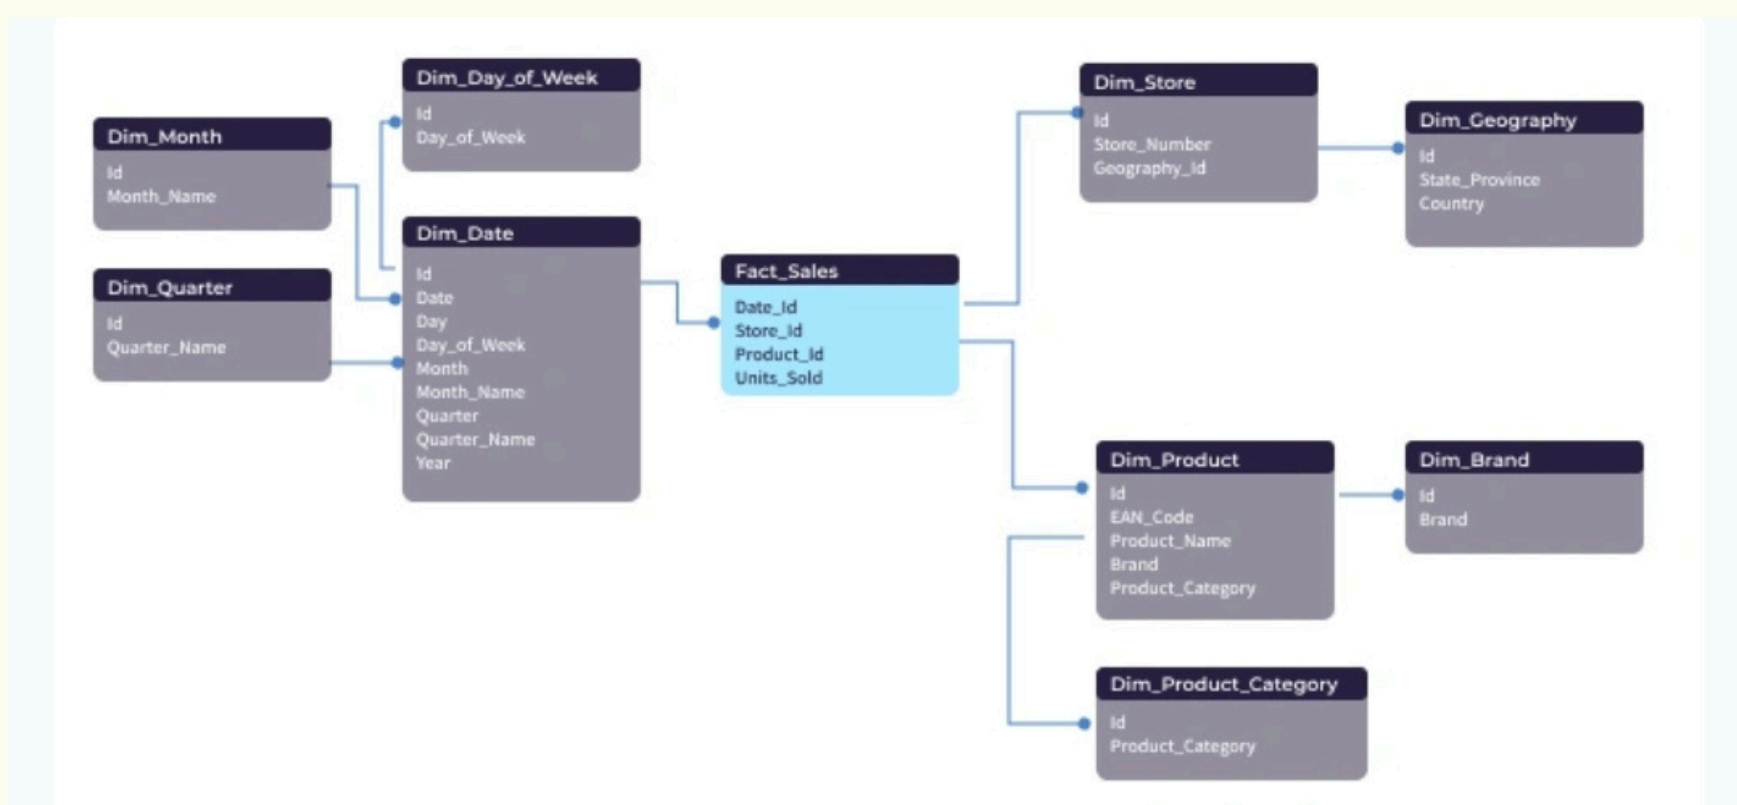 Dim_Day_of_Week
Id
Day_of_Week
Dim_Month
Id
Month_Name
Dim_Quarter
Id
Quarter_Name
Dim_Date
Id
Date
Day
Day_of_Week
Month
Month_Name
Quarter
Quarter_Name
Year
Fact_Sales
Date_Id
Store_Id
Product_Id
Units_Sold
Dim_Store
Id
Store_Number
Geography_Id
Dim_Geography
Id
State_Province
Country
Dim_Product
Id
EAN_Code
Product_Name
Brand
Product_Category
Dim_Brand
Id
Brand
Dim_Product_Category
Id
Product_Category